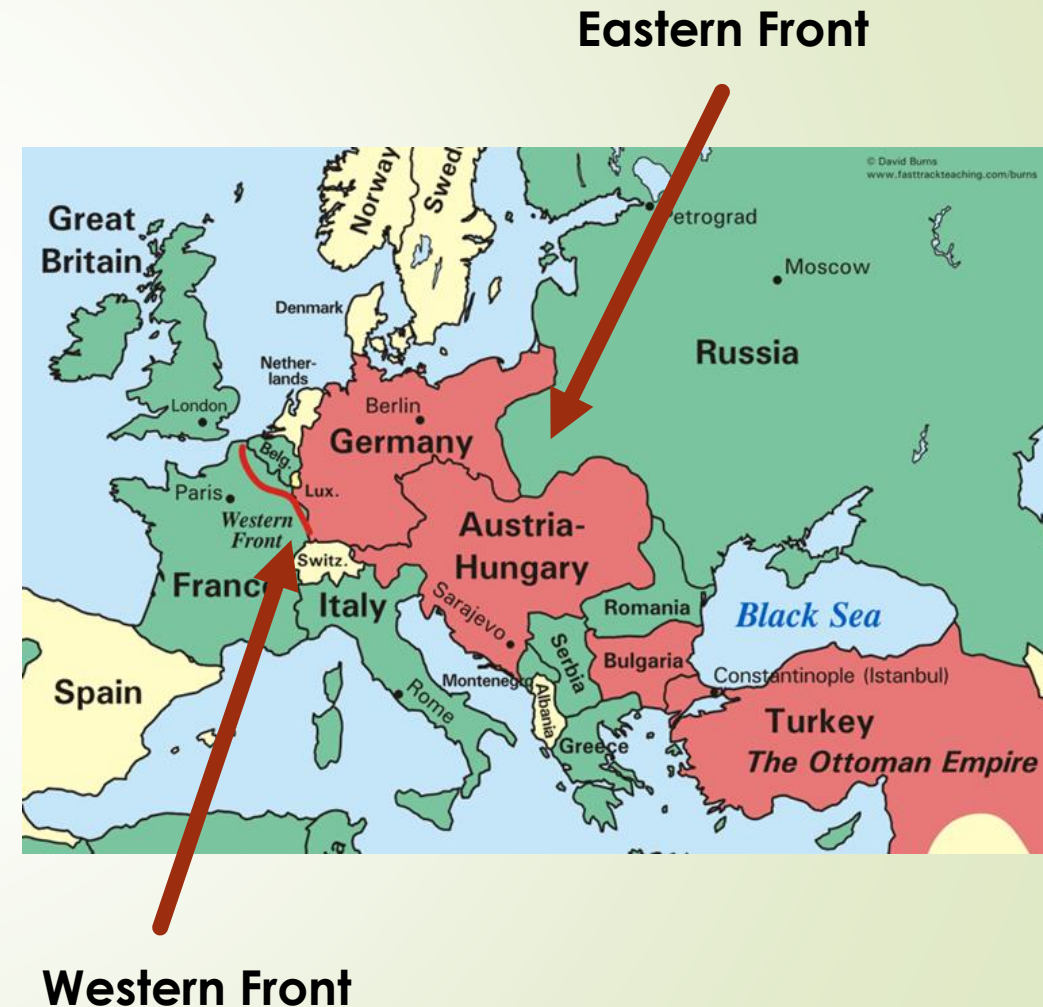 Eastern Front
© David Burns
www.fasttrackteaching.com/burns
Norway
Swed
Great
Britain
Petrograd
Moscow
Denmark
Russia
Nether-
lands
London
Berlin
Germany
Belg.
Paris
Lux.
Western
Front
Austria-
Hungary
Switz.
France
Italy
Sarajevo
Romania
Black Sea
Serbia
Bulgaria
Montenegro
Constantinople (Istanbul)
Spain
Rome
Albania
Turkey
Greece
The Ottoman Empire
Western Front